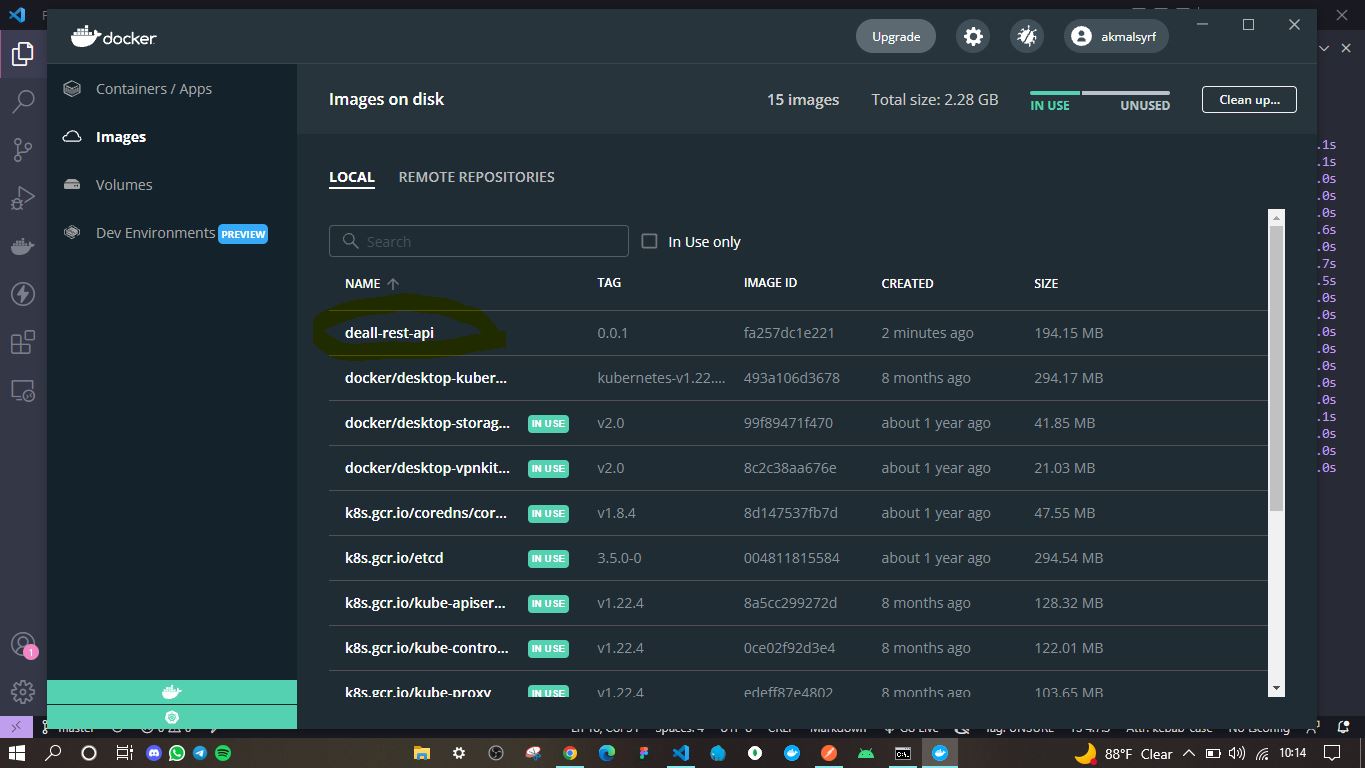 docker
Upgrade
akmalsyrf
Containers / Apps
Images
Volumes
Dev Environments PREVIEW
Images on disk
15 images
Total size: 2.28 GB
IN USE
UNUSED
Clean up...
LOCAL
REMOTE REPOSITORIES
Search
In Use only
NAME TAG IMAGE ID CREATED SIZE
deall-rest-api 0.0.1 fa257dc1e221 2 minutes ago 194.15 MB
docker/desktop-kuber... kubernetes-v1.22.... 493a106d3678 8 months ago 294.17 MB
docker/desktop-storag... IN USE v2.0 99f89471f470 about 1 year ago 41.85 MB
docker/desktop-vpnkit... IN USE v2.0 8c2c38aa676e about 1 year ago 21.03 MB
k8s.gcr.io/coredns/cor... IN USE v1.8.4 8d147537fb7d about 1 year ago 47.55 MB
k8s.gcr.io/etcd IN USE 3.5.0-0 004811815584 about 1 year ago 294.54 MB
k8s.gcr.io/kube-apiser... IN USE v1.22.4 8a5cc299272d 8 months ago 128.32 MB
k8s.gcr.io/kube-contro... IN USE v1.22.4 0ce02f92d3e4 8 months ago 122.01 MB
k8s.gcr.io/kube-proxy IN USE v1.22.4 edeff87e4802 8 months ago 103.65 MB
.1s
.1s
.0s
.0s
.0s
.6s
.0s
.7s
.5s
.0s
.0s
.0s
.0s
.0s
.0s
.0s
.1s
.0s
.0s
.0s
1
master
88°F Clear
10:14